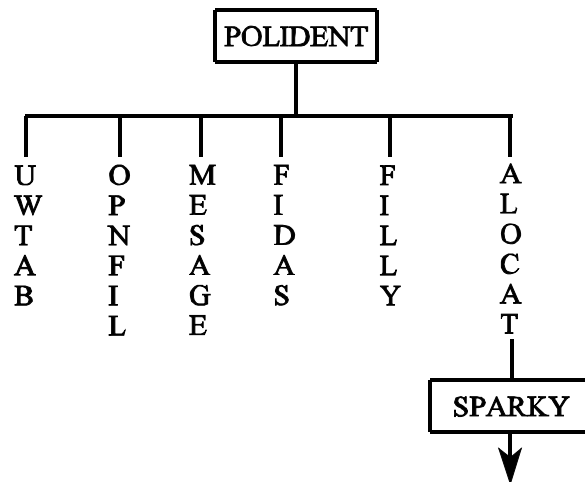 POLIDENT
UWTAB
OPNFIL
MESAGE
FIDAS
FILLY
ALOCAT
SPARKY